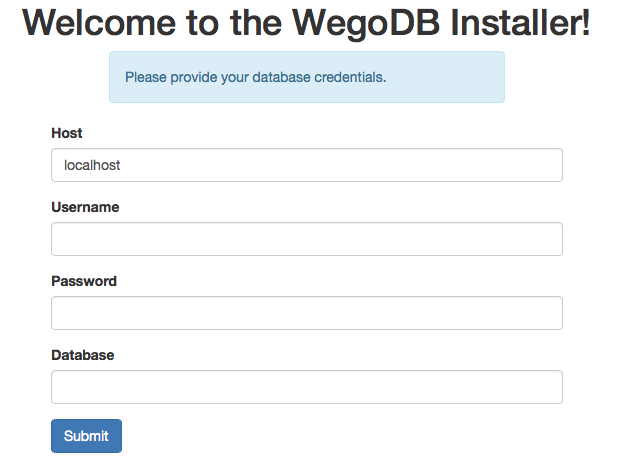 Welcome to the WegoDB Installer!
Please provide your database credentials.
Host
localhost
Username
Password
Database
Submit